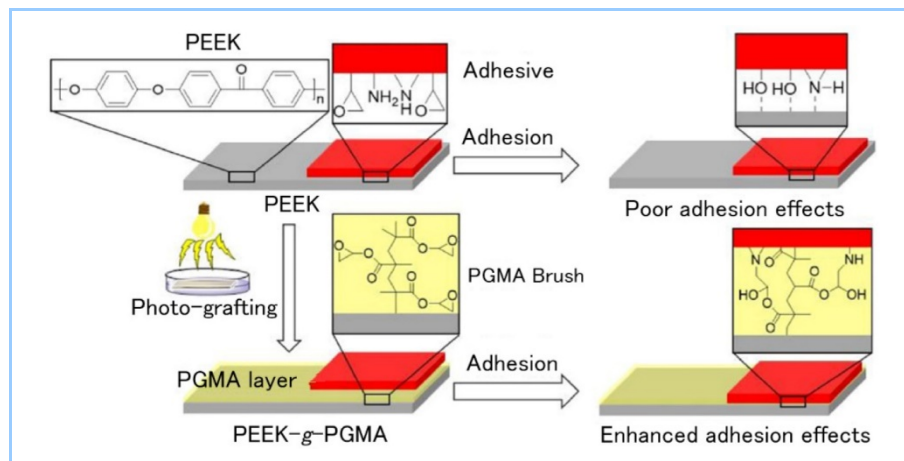 PEEK
O
O
O
n
O
NH₂
N
H
O
Adhesive
Adhesion
HO
HO
N-H
PEEK
Poor adhesion effects
Photo-grafting
O
O
O
O
O
O
O
O
O
PGMA Brush
N
O
O
NH
HO
O
O
O
OH
PGMA layer
Adhesion
PEEK-g-PGMA
Enhanced adhesion effects